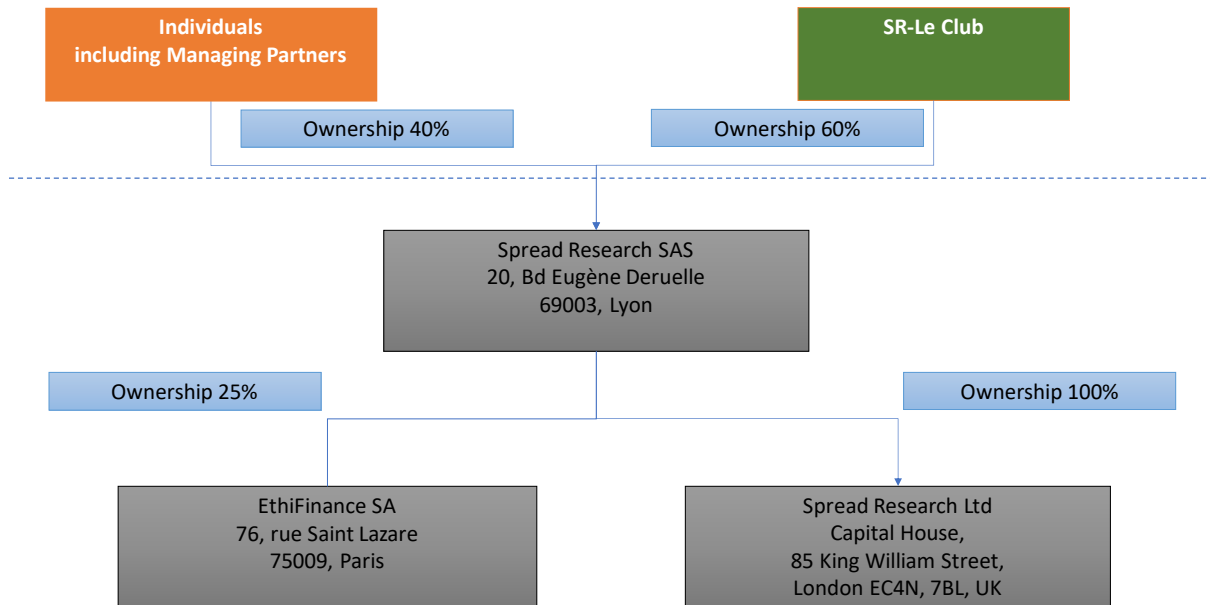 Individuals
including Managing Partners
SR-Le Club
Ownership 40%
Ownership 60%
Spread Research SAS
20, Bd Eugène Deruelle
69003, Lyon
Ownership 25%
Ownership 100%
EthiFinance SA
76, rue Saint Lazare
75009, Paris
Spread Research Ltd
Capital House,
85 King William Street,
London EC4N, 7BL, UK